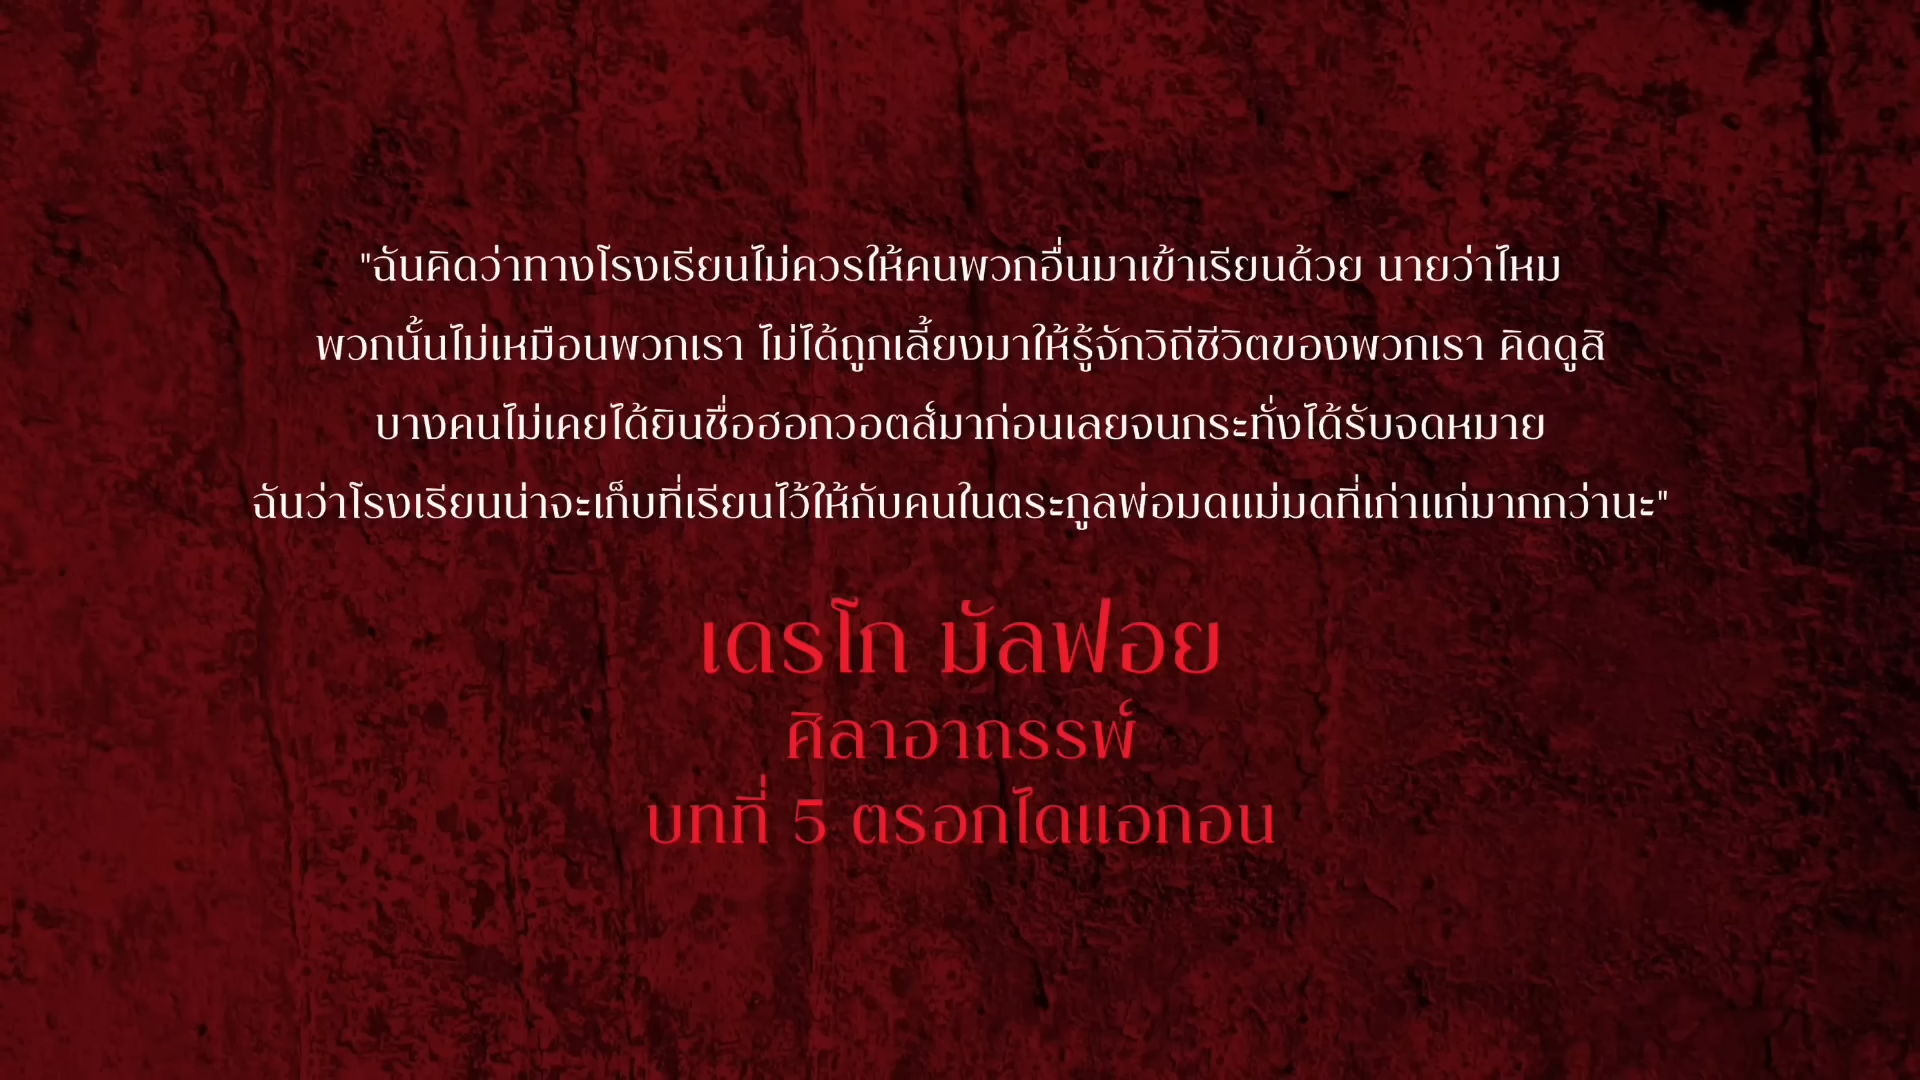 "ฉันคิดว่าทางโรงเรียนไม่ควรให้คนพวกอื่นมาเข้าเรียนด้วย นายว่าไหม
พวกนั้นไม่เหมือนพวกเรา ไม่ได้ถูกเลี้ยงมาให้รู้จักวิถีชีวิตของพวกเรา คิดดูสิ
บางคนไม่เคยได้ยินชื่อฮอกวอตส์มาก่อนเลยจนกระทั่งได้รับจดหมาย
ฉันว่าโรงเรียนน่าจะเก็บที่เรียนไว้ให้กับคนในตระกูลพ่อมดแม่มดที่เก่าแก่มากกว่านะ"
เดรโก มัลฟอย
ศิลาอาถรรพ์
บทที่ 5 ตรอกไดแอกอน